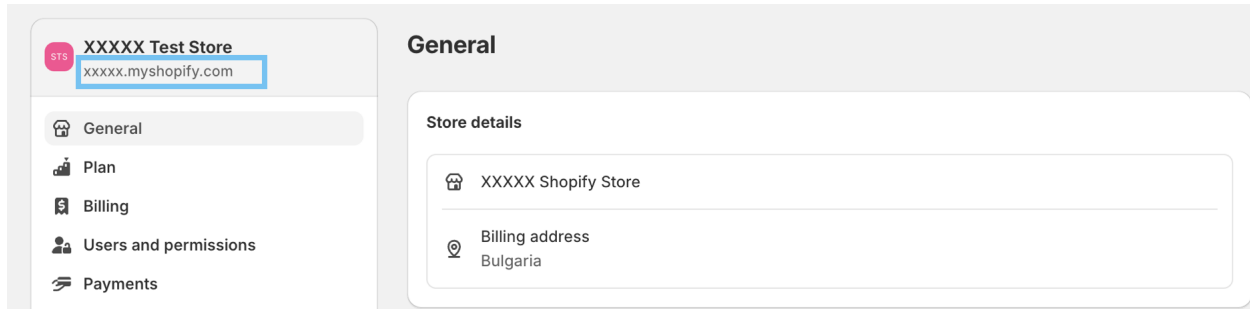 STS
XXXXX Test Store
xxxxx.myshopify.com
General
Plan
Billing
Users and permissions
Payments
General
Store details
XXXXX Shopify Store
Billing address
Bulgaria